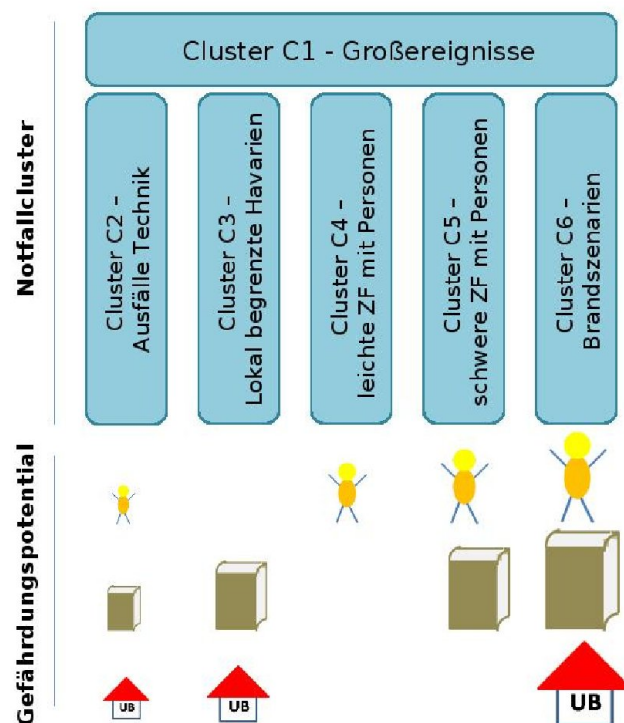 Cluster C1 - Großereignisse
Notfallcluster
Cluster C2 –
Ausfälle Technik
Cluster C3 –
Lokal begrenzte Havarien
Cluster C4 –
leichte ZF mit Personen
Cluster C5 –
schwere ZF mit Personen
Cluster C6 –
Brandszenarien
Gefährdungspotential
UB
UB
UB